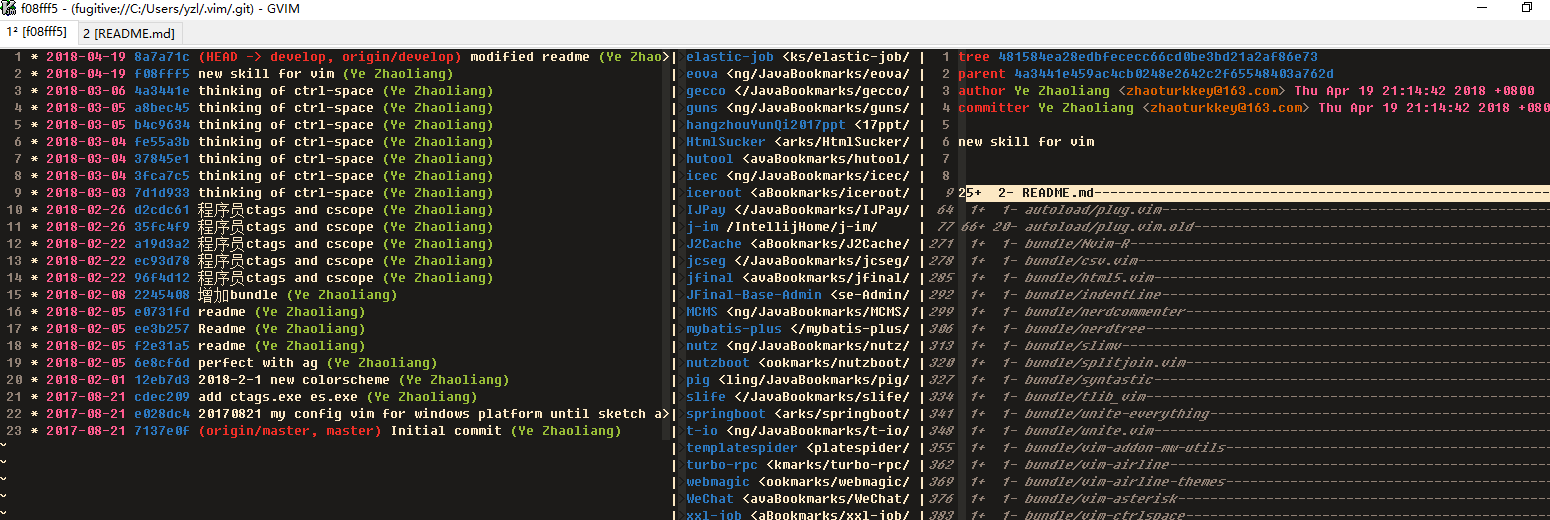 f08fff5 - (fugitive://C:/Users/yzl/.vim/.git) - GVIM
1² [f08fff5] 2 [README.md]
1 * 2018-04-19 8a7a71c (HEAD -> develop, origin/develop) modified readme (Ye Zhao>
2 * 2018-04-19 f08fff5 new skill for vim (Ye Zhaoliang)
3 * 2018-03-06 4a3441e thinking of ctrl-space (Ye Zhaoliang)
4 * 2018-03-05 a8bec45 thinking of ctrl-space (Ye Zhaoliang)
5 * 2018-03-05 b4c9634 thinking of ctrl-space (Ye Zhaoliang)
6 * 2018-03-04 fe55a3b thinking of ctrl-space (Ye Zhaoliang)
7 * 2018-03-04 37845e1 thinking of ctrl-space (Ye Zhaoliang)
8 * 2018-03-04 3fca7c5 thinking of ctrl-space (Ye Zhaoliang)
9 * 2018-03-03 7d1d933 thinking of ctrl-space (Ye Zhaoliang)
10 * 2018-02-26 d2cdc61 程序员ctags and cscope (Ye Zhaoliang)
11 * 2018-02-26 35fc4f9 程序员ctags and cscope (Ye Zhaoliang)
12 * 2018-02-22 a19d3a2 程序员ctags and cscope (Ye Zhaoliang)
13 * 2018-02-22 ec93d78 程序员ctags and cscope (Ye Zhaoliang)
14 * 2018-02-22 96f4d12 程序员ctags and cscope (Ye Zhaoliang)
15 * 2018-02-08 2245408 增加bundle (Ye Zhaoliang)
16 * 2018-02-05 e0731fd readme (Ye Zhaoliang)
17 * 2018-02-05 ee3b257 Readme (Ye Zhaoliang)
18 * 2018-02-05 f2e31a5 readme (Ye Zhaoliang)
19 * 2018-02-05 6e8cf6d perfect with ag (Ye Zhaoliang)
20 * 2018-02-01 12eb7d3 2018-2-1 new colorscheme (Ye Zhaoliang)
21 * 2017-08-21 cdec209 add ctags.exe es.exe (Ye Zhaoliang)
22 * 2017-08-21 e028dc4 20170821 my config vim for windows platform until sketch a>
23 * 2017-08-21 7137e0f (origin/master, master) Initial commit (Ye Zhaoliang)
~
~
~
~
~
elastic-job <ks/elastic-job/
eova <ng/JavaBookmarks/eova/
gecco </JavaBookmarks/gecco/
guns <ng/JavaBookmarks/guns/
hangzhouYunQi2017ppt <17ppt/
HtmlSucker <arks/HtmlSucker/
hutool <avaBookmarks/hutool/
icec <ng/JavaBookmarks/icec/
iceroot <aBookmarks/iceroot/
IJPay </JavaBookmarks/IJPay/
j-im /IntellijHome/j-im/
J2Cache <aBookmarks/J2Cache/
jcseg </JavaBookmarks/jcseg/
jfinal <avaBookmarks/jfinal/
JFinal-Base-Admin <se-Admin/
MCMS <ng/JavaBookmarks/MCMS/
mybatis-plus </mybatis-plus/
nutz <ng/JavaBookmarks/nutz/
nutzboot <ookmarks/nutzboot/
pig <ling/JavaBookmarks/pig/
slife </JavaBookmarks/slife/
springboot <arks/springboot/
t-io <ng/JavaBookmarks/t-io/
templatespider <platespider/
turbo-rpc <kmarks/turbo-rpc/
webmagic <ookmarks/webmagic/
WeChat <avaBookmarks/WeChat/
xxl-job <aBookmarks/xxl-job/
1 tree 481584ea28edbfececc66cd0be3bd21a2af86e73
2 parent 4a3441e459ac4cb0248e2642c2f65548403a762d
3 author Ye Zhaoliang <zhaoturkkey@163.com> Thu Apr 19 21:14:42 2018 +0800
4 committer Ye Zhaoliang <zhaoturkkey@163.com> Thu Apr 19 21:14:42 2018 +080
5
6 new skill for vim
7
8
9 25+ 2- README.md
64 1+ 1- autoload/plug.vim
77 66+ 20- autoload/plug.vim.old
271 1+ 1- bundle/Nvim-R
278 1+ 1- bundle/csv.vim
285 1+ 1- bundle/html5.vim
292 1+ 1- bundle/indentLine
299 1+ 1- bundle/nerdcommenter
306 1+ 1- bundle/nerdtree
313 1+ 1- bundle/slimv
320 1+ 1- bundle/splitjoin.vim
327 1+ 1- bundle/syntastic
334 1+ 1- bundle/tlib_vim
341 1+ 1- bundle/unite-everything
348 1+ 1- bundle/unite.vim
355 1+ 1- bundle/vim-addon-mw-utils
362 1+ 1- bundle/vim-airline
369 1+ 1- bundle/vim-airline-themes
376 1+ 1- bundle/vim-asterisk
383 1+ 1- bundle/vim-ctrlspace